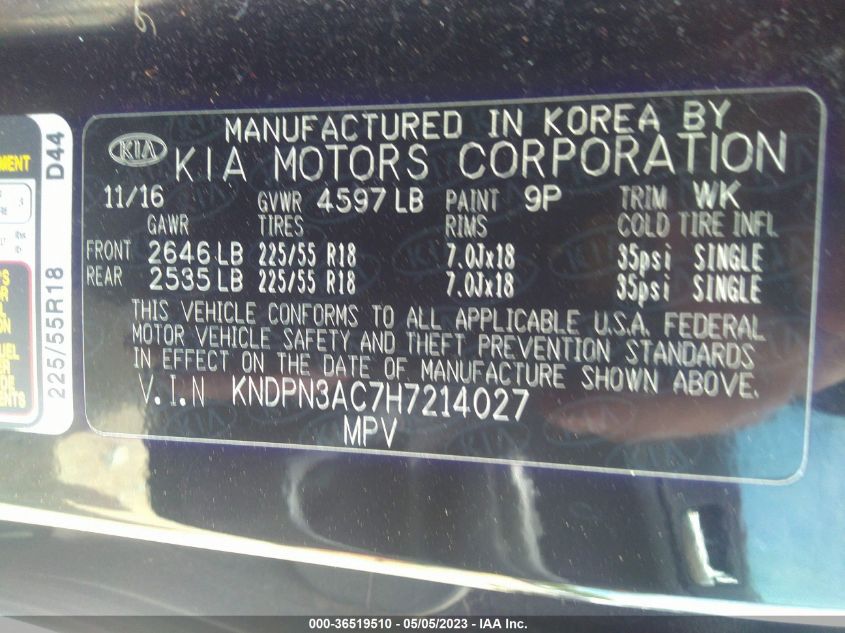 MANUFACTURED IN KOREA BY
KIA KIA MOTORS CORPORATION
11/16 GVWR 4597 LB PAINT 9P TRIM WK
GAWR TIRES RIMS COLD TIRE INFL
FRONT 2646 LB 225/55 R18 7.0Jx18 35psi SINGLE
REAR 2535 LB 225/55 R18 7.0Jx18 35psi SINGLE
THIS VEHICLE CONFORMS TO ALL APPLICABLE U.S.A. FEDERAL
MOTOR VEHICLE SAFETY AND THEFT PREVENTION STANDARDS
IN EFFECT ON THE DATE OF MANUFACTURE SHOWN ABOVE.
V.I.N KNDPN3AC7H7214027
MPV
225/55R18 D44
000-36519510 - 05/05/2023 - IAA Inc.